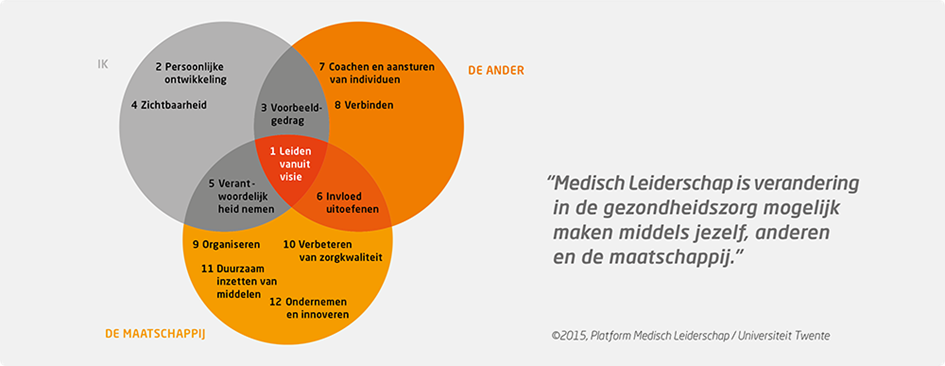 IK
2 Persoonlijke
ontwikkeling
4 Zichtbaarheid
7 Coachen en aansturen
van individuen
8 Verbinden
DE ANDER
3 Voorbeeld-
gedrag
1 Leiden
vanuit
visie
5 Verant-
woordelijk
heid nemen
6 Invloed
uitoefenen
9 Organiseren
10 Verbeteren
van zorgkwaliteit
11 Duurzaam
inzetten van
middelen
12 Ondernemen
en innoveren
DE MAATSCHAPPIJ
“Medisch Leiderschap is verandering
in de gezondheidszorg mogelijk
maken middels jezelf, anderen
en de maatschappij.”
©2015, Platform Medisch Leiderschap / Universiteit Twente